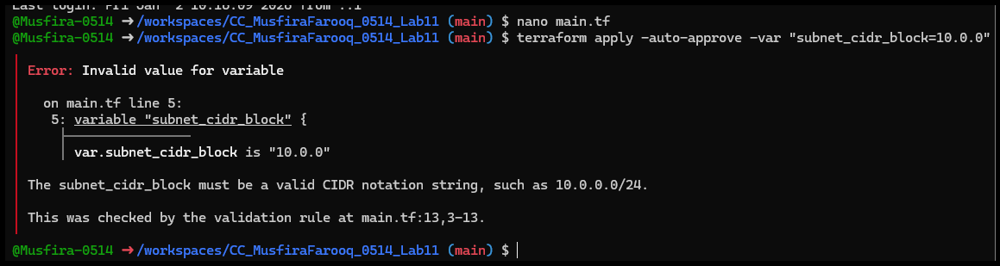 Last login: Fri Jan  2 10:18:09 2026 from ::1
@Musfira-0514 ➜ /workspaces/CC_MusfiraFarooq_0514_Lab11 (main) $ nano main.tf
@Musfira-0514 ➜ /workspaces/CC_MusfiraFarooq_0514_Lab11 (main) $ terraform apply -auto-approve -var "subnet_cidr_block=10.0.0"
Error: Invalid value for variable
on main.tf line 5:
5: variable "subnet_cidr_block" {
var.subnet_cidr_block is "10.0.0"
The subnet_cidr_block must be a valid CIDR notation string, such as 10.0.0.0/24.
This was checked by the validation rule at main.tf:13,3-13.
@Musfira-0514 ➜ /workspaces/CC_MusfiraFarooq_0514_Lab11 (main) $